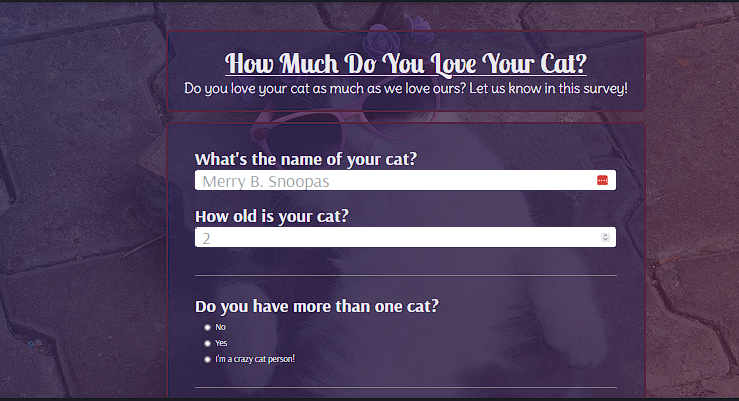 How Much Do You Love Your Cat?
Do you love your cat as much as we love ours? Let us know in this survey!
What's the name of your cat?
Merry B. Snoopas
How old is your cat?
2
Do you have more than one cat?
No
Yes
I'm a crazy cat person!